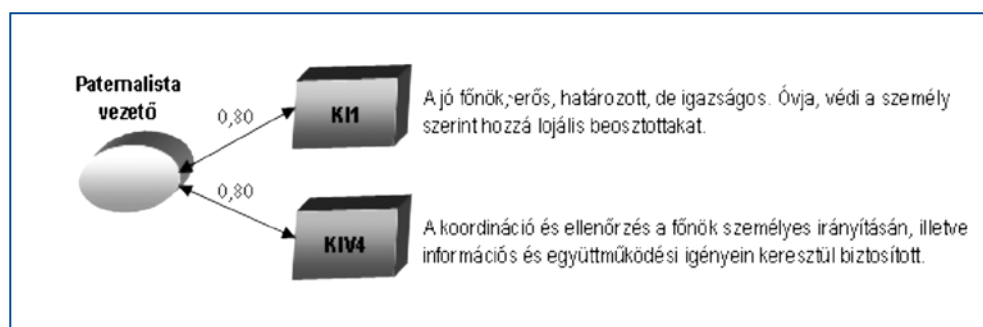 Paternalista
vezető
0,80
KI1
A jó főnök, erős, határozott, de igazságos. Óvja, védi a személy
szerint hozzá lojális beosztottakat.
0,80
KIV4
A koordináció és ellenőrzés a főnök személyes irányításán, illetve
információs és együttműködési igényein keresztül biztosított.